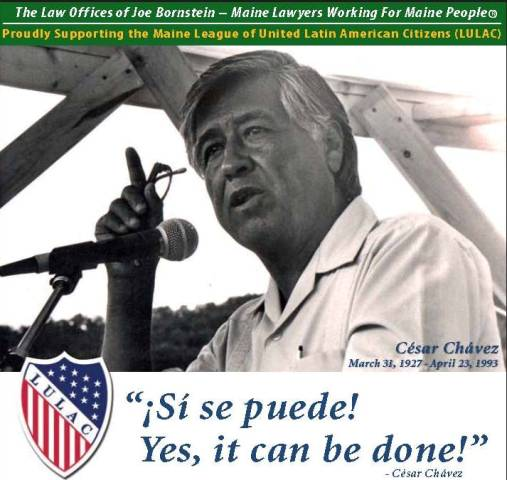 The Law Offices of Joe Bornstein – Maine Lawyers Working For Maine People®
Proudly Supporting the Maine League of United Latin American Citizens (LULAC)
César Chávez
March 31, 1927 - April 23, 1993
LULAC
“¡Sí se puede!
Yes, it can be done!”
- César Chávez